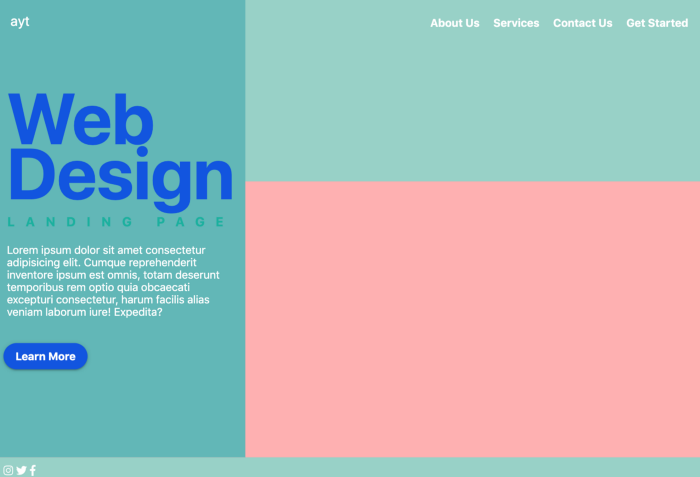 ayt
About Us Services Contact Us Get Started
Web
Design
LANDING PAGE
Lorem ipsum dolor sit amet consectetur
adipisicing elit. Cumque reprehenderit
inventore ipsum est omnis, totam deserunt
temporibus rem optio quia obcaecati
excepturi consectetur, harum facilis alias
veniam laborum iure! Expedita?
Learn More